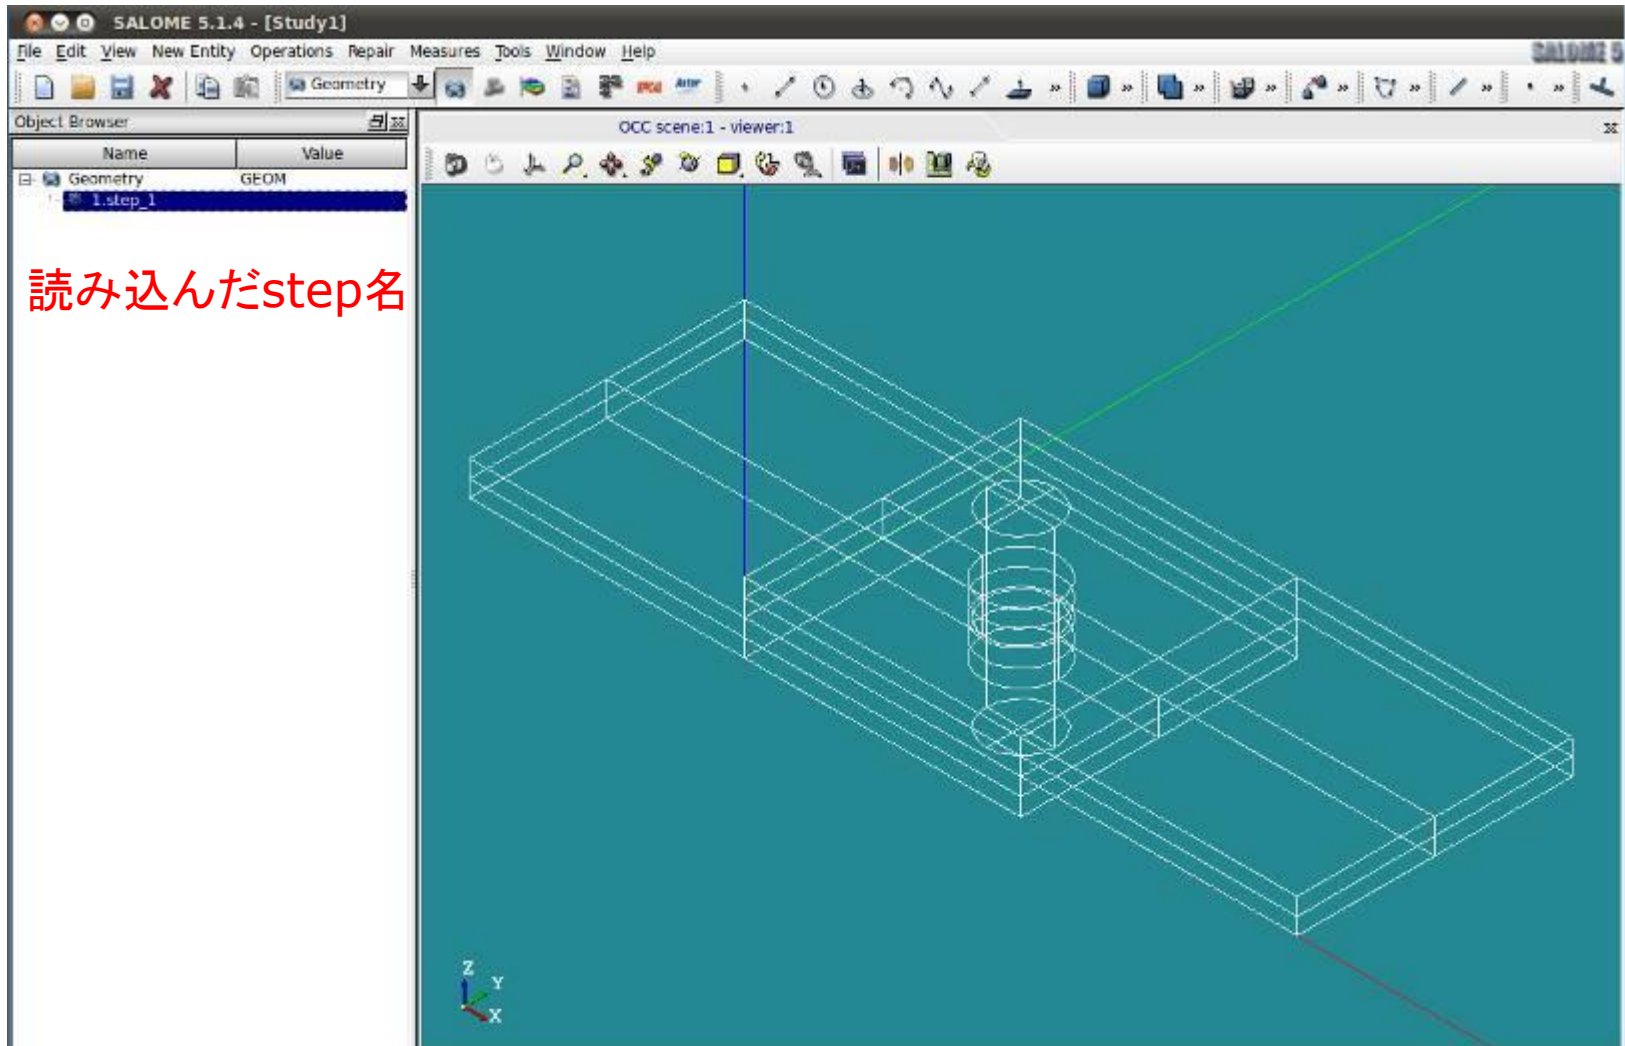 SALOME 5.1.4 - [Study1]
File Edit View New Entity Operations Repair Measures Tools Window Help
SALOME 5
Geometry
Object Browser
OCC scene:1 - viewer:1
Name Value
Geometry GEOM
1.step_1
読み込んだstep名
Z
Y
X